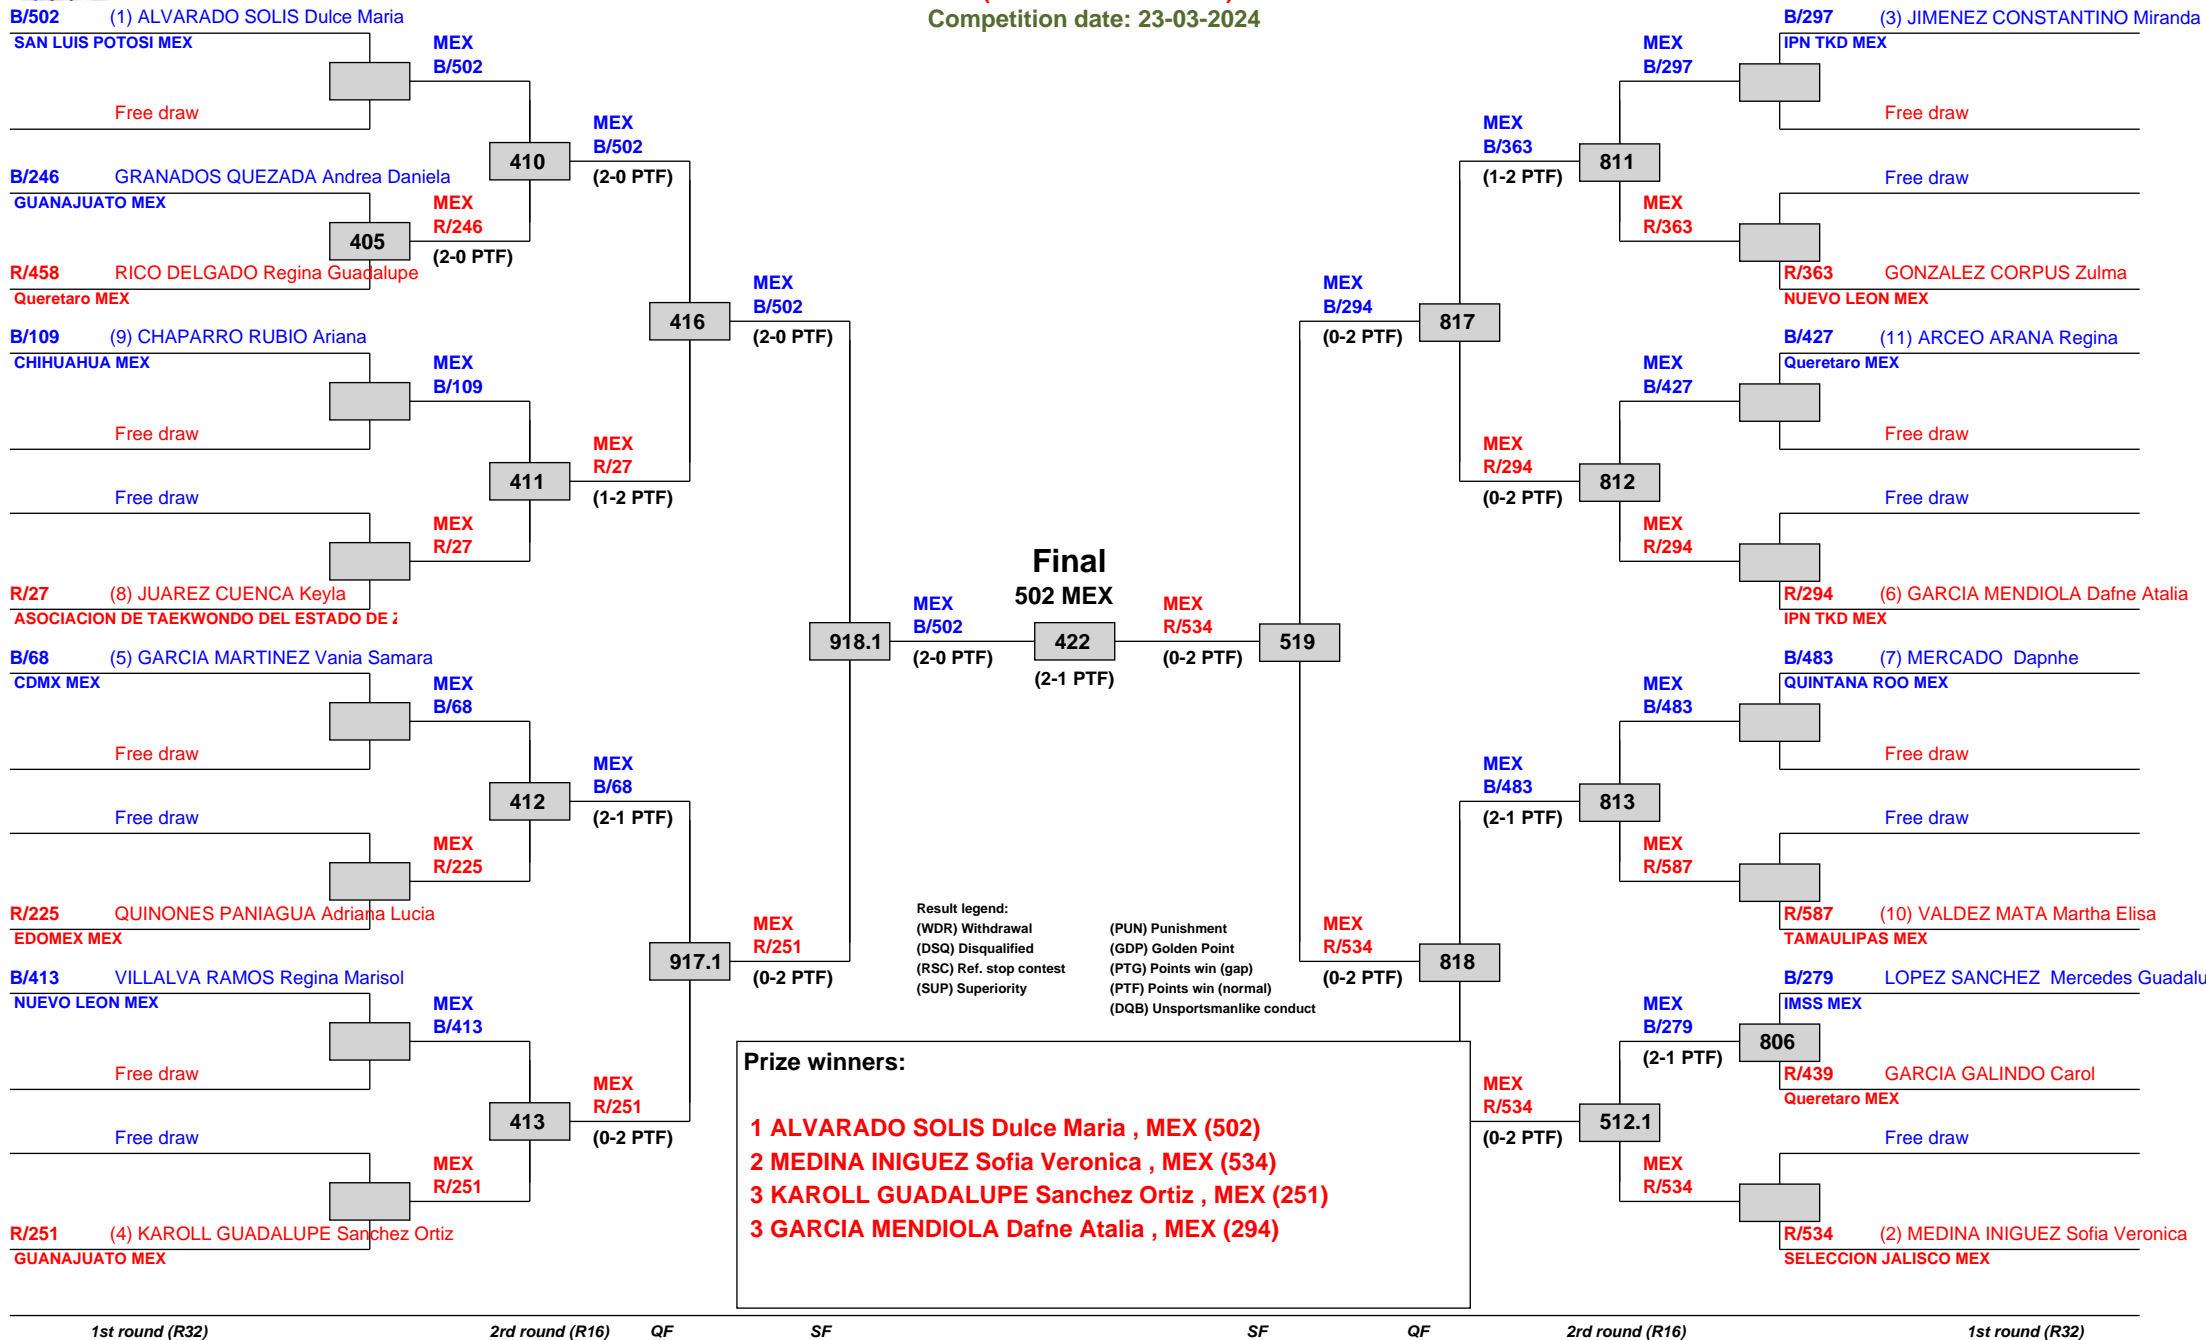 Competition date: 23-03-2024
B/502 (1) ALVARADO SOLIS Dulce Maria
SAN LUIS POTOSI MEX
Free draw
MEX
B/502
B/246 GRANADOS QUEZADA Andrea Daniela
GUANAJUATO MEX
405
R/458 RICO DELGADO Regina Guadalupe
Queretaro MEX
MEX
R/246
(2-0 PTF)
410
MEX
B/502
(2-0 PTF)
B/109 (9) CHAPARRO RUBIO Ariana
CHIHUAHUA MEX
Free draw
MEX
B/109
Free draw
R/27 (8) JUAREZ CUENCA Keyla
ASOCIACION DE TAEKWONDO DEL ESTADO DE
MEX
R/27
411
MEX
R/27
(1-2 PTF)
416
MEX
B/502
(2-0 PTF)
B/68 (5) GARCIA MARTINEZ Vania Samara
CDMX MEX
Free draw
MEX
B/68
Free draw
R/225 QUINONES PANIAGUA Adriana Lucia
EDOMEX MEX
MEX
R/225
412
MEX
B/68
(2-1 PTF)
B/413 VILLALVA RAMOS Regina Marisol
NUEVO LEON MEX
Free draw
MEX
B/413
Free draw
R/251 (4) KAROLL GUADALUPE Sanchez Ortiz
GUANAJUATO MEX
MEX
R/251
413
MEX
R/251
(0-2 PTF)
917.1
MEX
R/251
(0-2 PTF)
918.1
MEX
B/502
(2-0 PTF)
Final
502 MEX
422
(2-1 PTF)
MEX
R/534
(0-2 PTF)
519
MEX
B/294
(0-2 PTF)
817
MEX
B/363
(1-2 PTF)
811
MEX
B/297
B/297 (3) JIMENEZ CONSTANTINO Miranda
IPN TKD MEX
Free draw
Free draw
MEX
R/363
R/363 GONZALEZ CORPUS Zulma
NUEVO LEON MEX
MEX
R/294
(0-2 PTF)
812
MEX
B/427
B/427 (11) ARCEO ARANA Regina
Queretaro MEX
Free draw
Free draw
MEX
R/294
R/294 (6) GARCIA MENDIOLA Dafne Atalia
IPN TKD MEX
MEX
R/534
(0-2 PTF)
818
MEX
B/483
(2-1 PTF)
813
MEX
B/483
B/483 (7) MERCADO Dapnhe
QUINTANA ROO MEX
Free draw
Free draw
MEX
R/587
R/587 (10) VALDEZ MATA Martha Elisa
TAMAULIPAS MEX
MEX
R/534
(0-2 PTF)
512.1
MEX
B/279
(2-1 PTF)
806
B/279 LOPEZ SANCHEZ Mercedes Guadalu
IMSS MEX
R/439 GARCIA GALINDO Carol
Queretaro MEX
Free draw
MEX
R/534
R/534 (2) MEDINA INIGUEZ Sofia Veronica
SELECCION JALISCO MEX
Result legend:
(WDR) Withdrawal (PUN) Punishment
(DSQ) Disqualified (GDP) Golden Point
(RSC) Ref. stop contest (PTG) Points win (gap)
(SUP) Superiority (PTF) Points win (normal)
(DQB) Unsportsmanlike conduct
Prize winners:
1 ALVARADO SOLIS Dulce Maria , MEX (502)
2 MEDINA INIGUEZ Sofia Veronica , MEX (534)
3 KAROLL GUADALUPE Sanchez Ortiz , MEX (251)
3 GARCIA MENDIOLA Dafne Atalia , MEX (294)
1st round (R32) 2rd round (R16) QF SF SF QF 2rd round (R16) 1st round (R32)